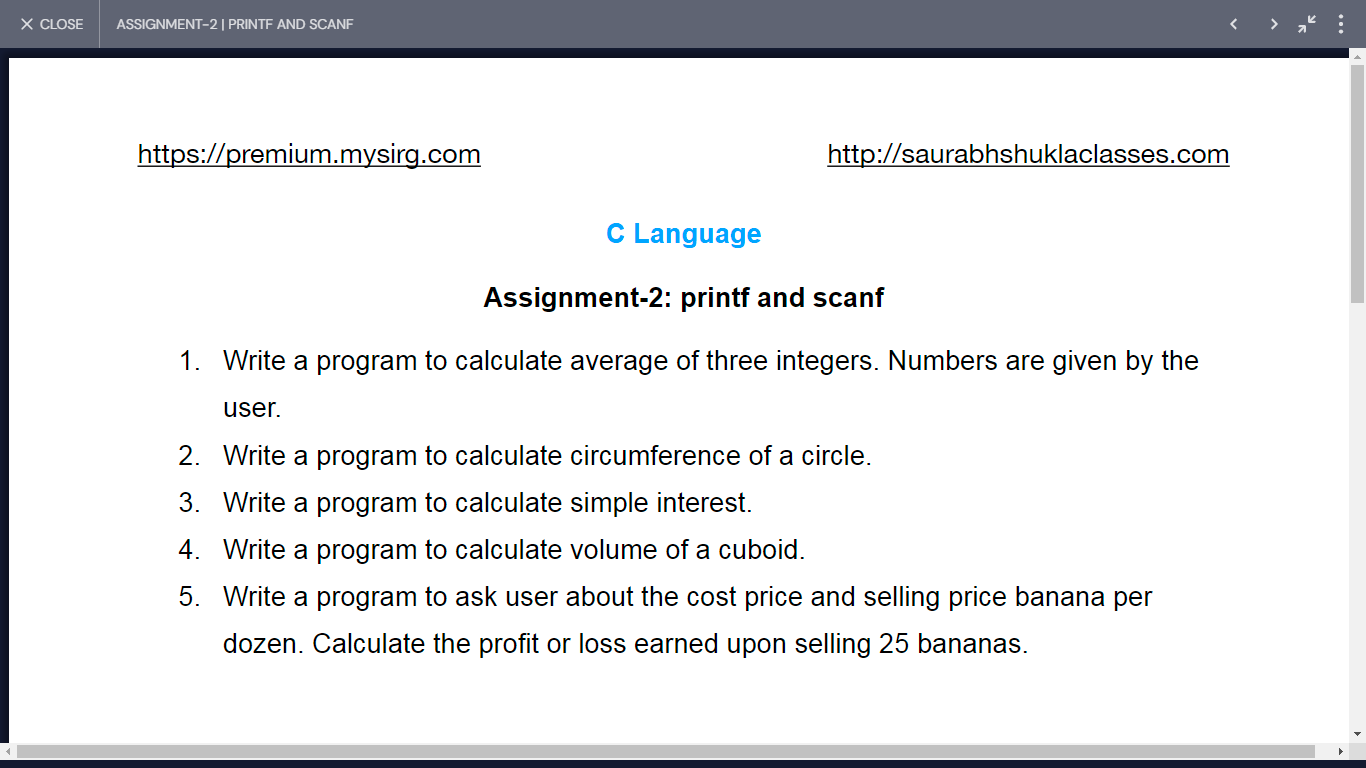 CLOSE ASSIGNMENT-2 | PRINTF AND SCANF
https://premium.mysirg.com http://saurabhshuklaclasses.com
C Language
Assignment-2: printf and scanf
1. Write a program to calculate average of three integers. Numbers are given by the
user.
2. Write a program to calculate circumference of a circle.
3. Write a program to calculate simple interest.
4. Write a program to calculate volume of a cuboid.
5. Write a program to ask user about the cost price and selling price banana per
dozen. Calculate the profit or loss earned upon selling 25 bananas.